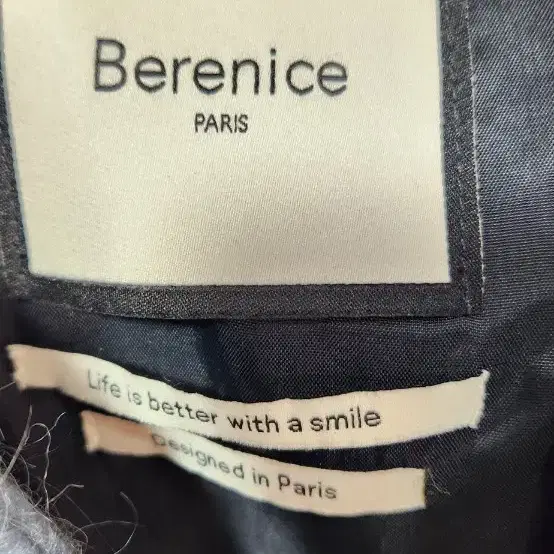 Berenice
PARIS
Life is better with a smile
Designed in Paris